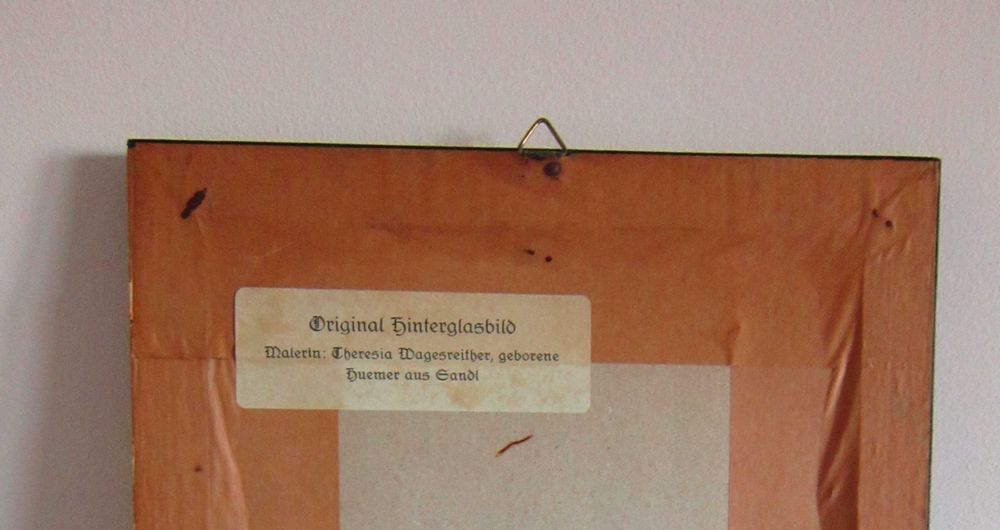 Original Hinterglasbild
Malerin: Theresia Wagesreither, geborene
Huemer aus Sandl